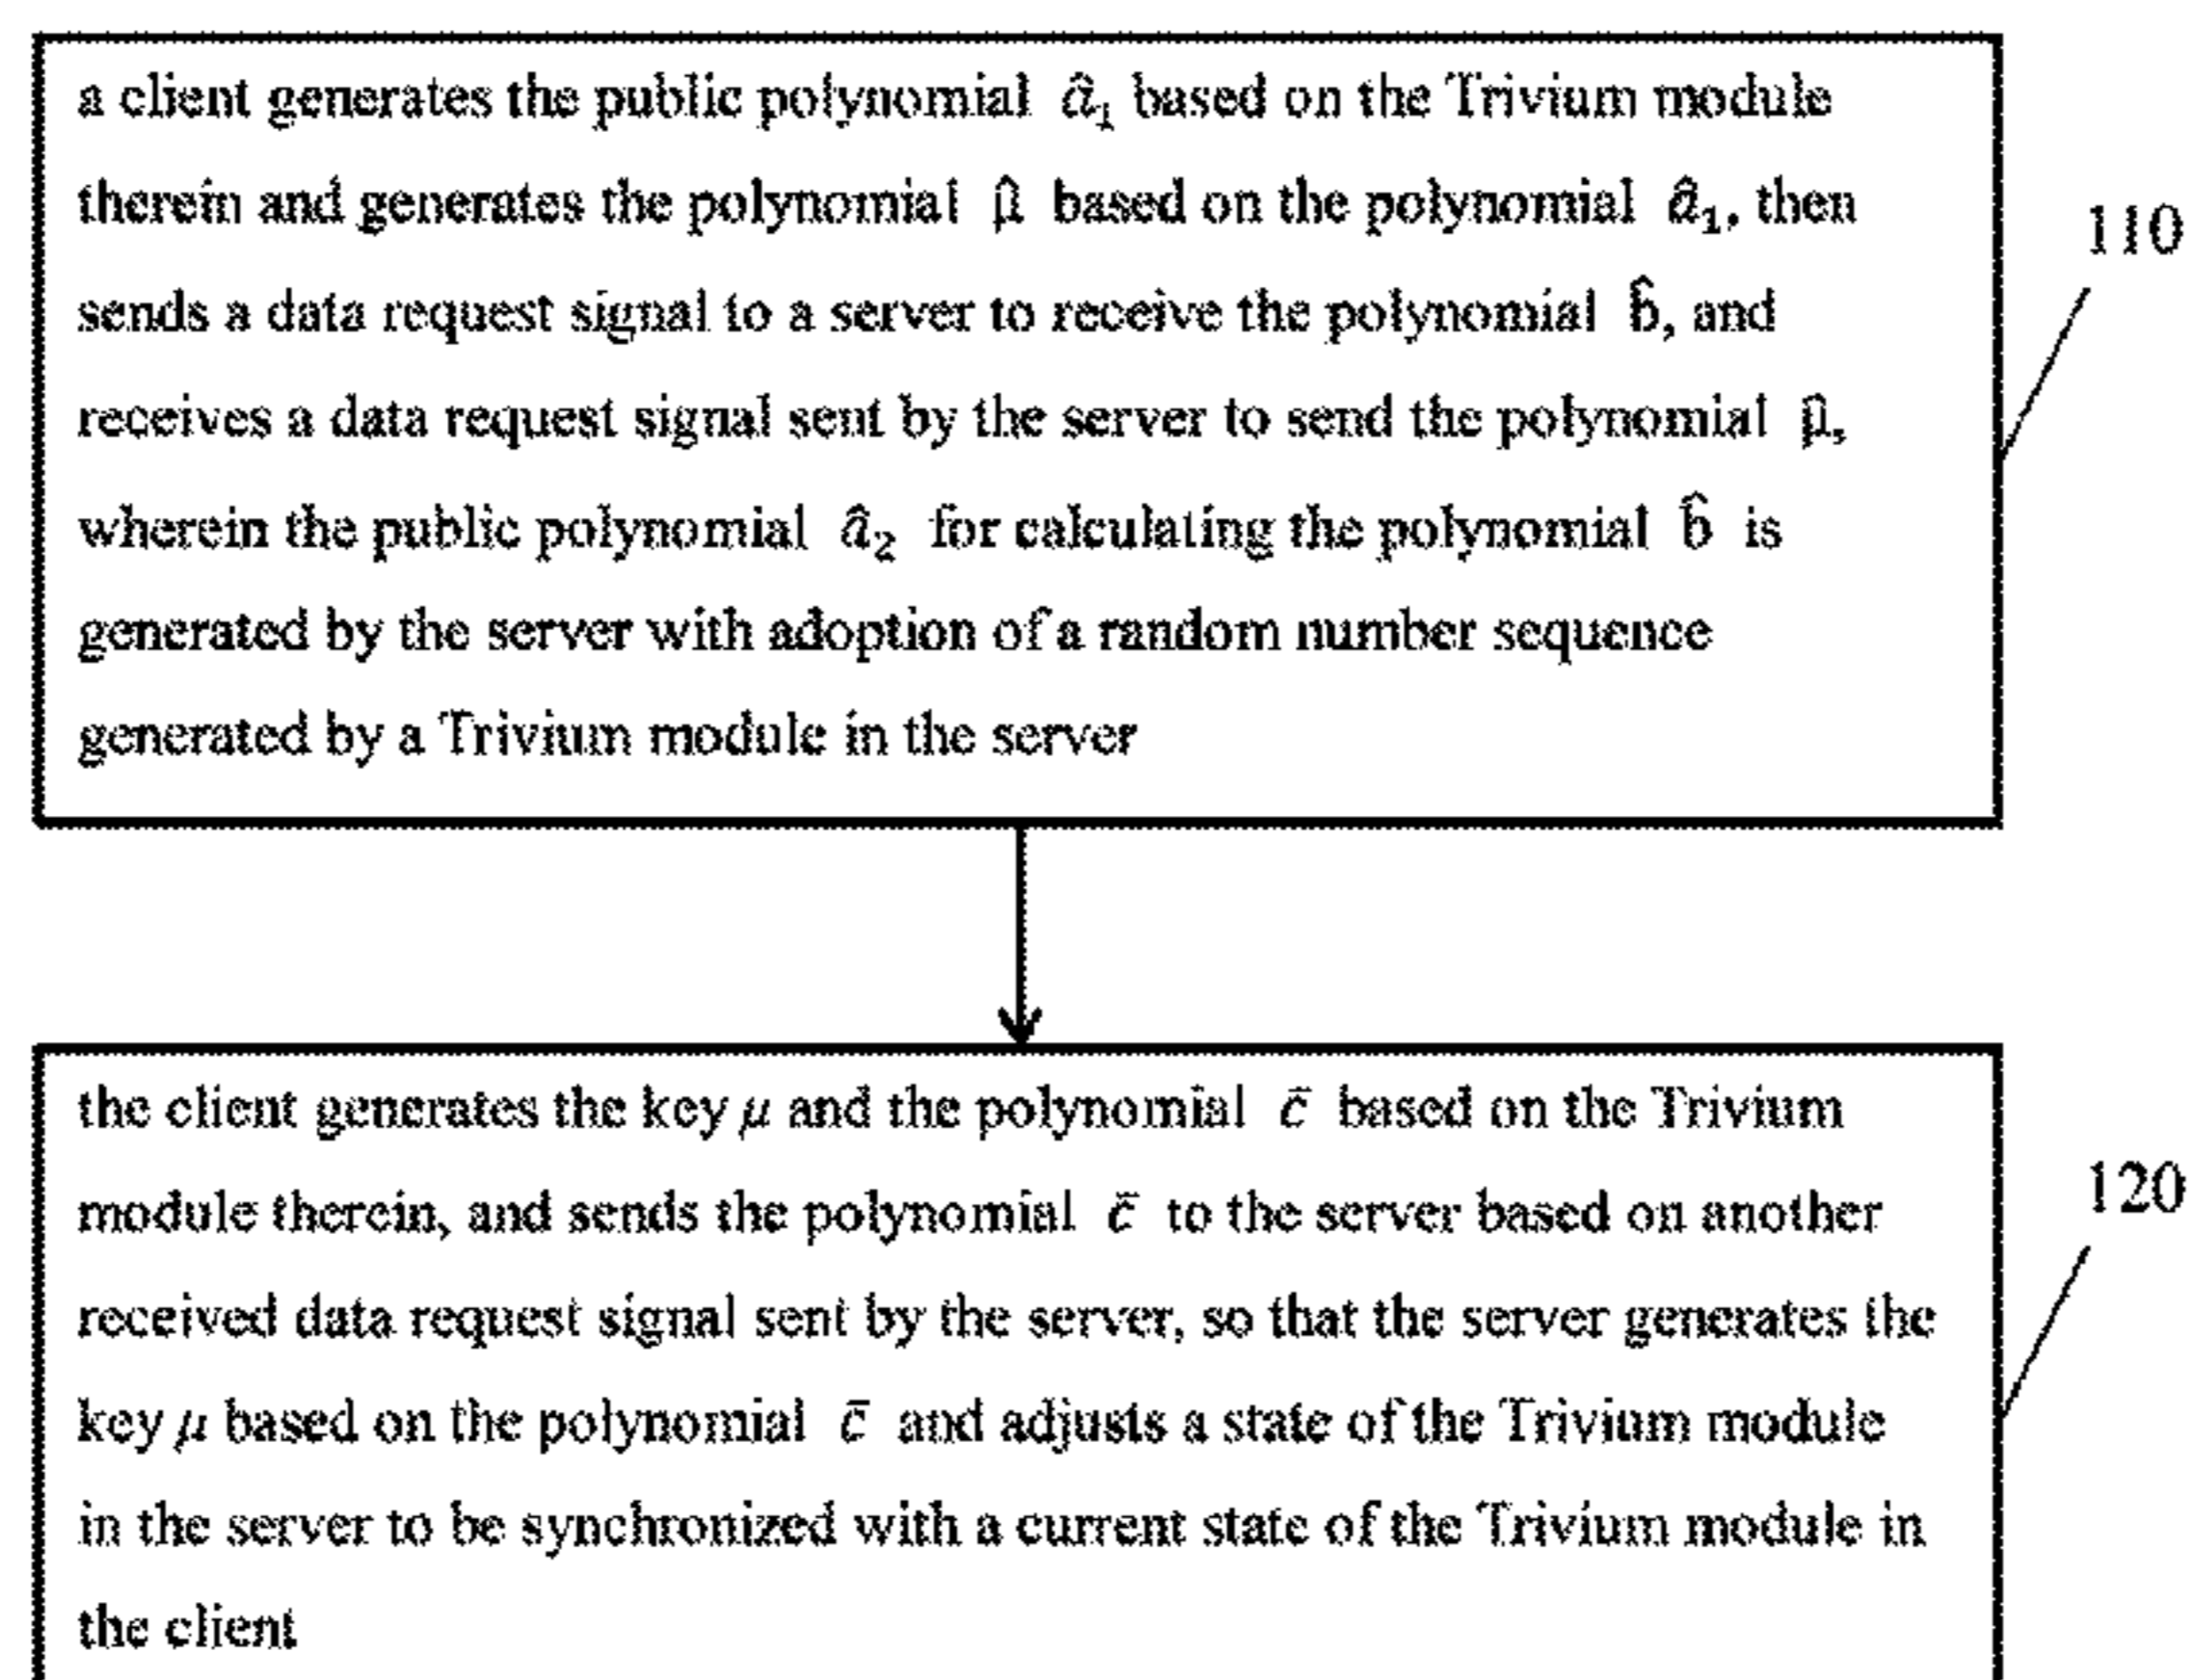 a client generates the public polynomial â₁ based on the Trivium module
therein and generates the polynomial μ̂ based on the polynomial â₁, then
sends a data request signal to a server to receive the polynomial b̂, and
receives a data request signal sent by the server to send the polynomial μ̂,
wherein the public polynomial â₂ for calculating the polynomial b̂ is
generated by the server with adoption of a random number sequence
generated by a Trivium module in the server
110
the client generates the key μ and the polynomial c̄ based on the Trivium
module therein, and sends the polynomial c̄ to the server based on another
received data request signal sent by the server, so that the server generates the
key μ based on the polynomial c̄ and adjusts a state of the Trivium module
in the server to be synchronized with a current state of the Trivium module in
the client
120